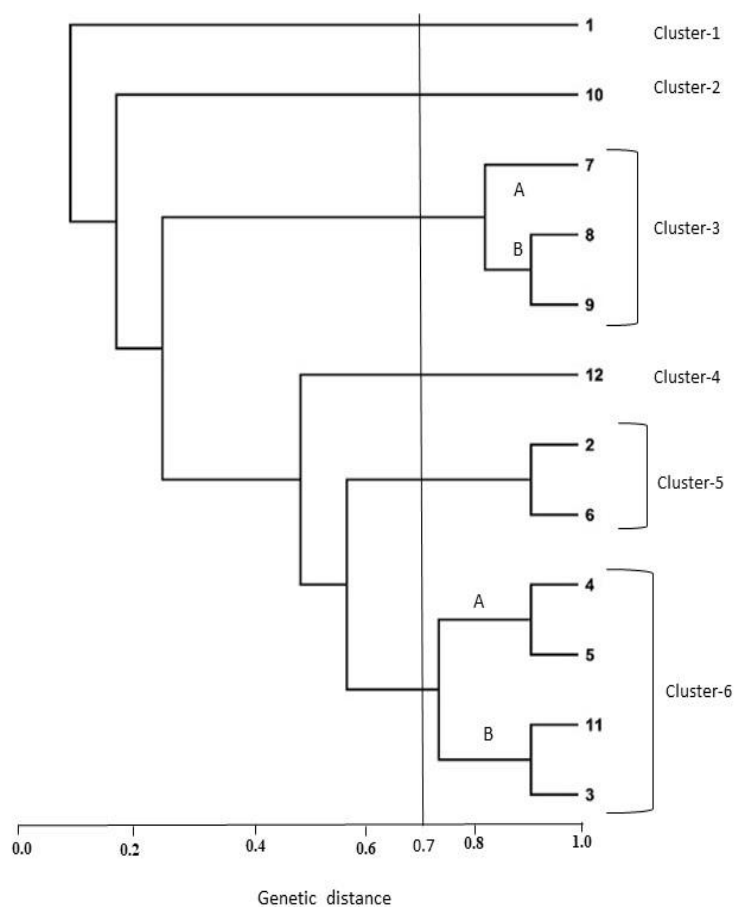 1 Cluster-1
10 Cluster-2
7
A
8
B
Cluster-3
9
12 Cluster-4
2
Cluster-5
6
4
A
5
Cluster-6
11
B
3
0.0 0.2 0.4 0.6 0.7 0.8 1.0
Genetic distance